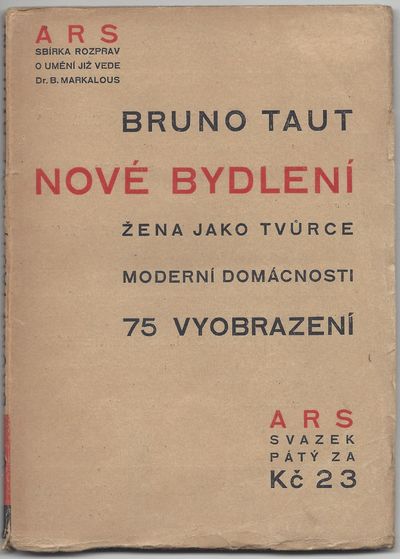 ARS
SBÍRKA ROZPRAV
O UMĚNÍ JIŽ VEDE
Dr. B. MARKALOUS
BRUNO TAUT
NOVÉ BYDLENÍ
ŽENA JAKO TVŮRCE
MODERNÍ DOMÁCNOSTI
75 VYOBRAZENÍ
ARS
SVAZEK
PÁTÝ ZA
Kč 23